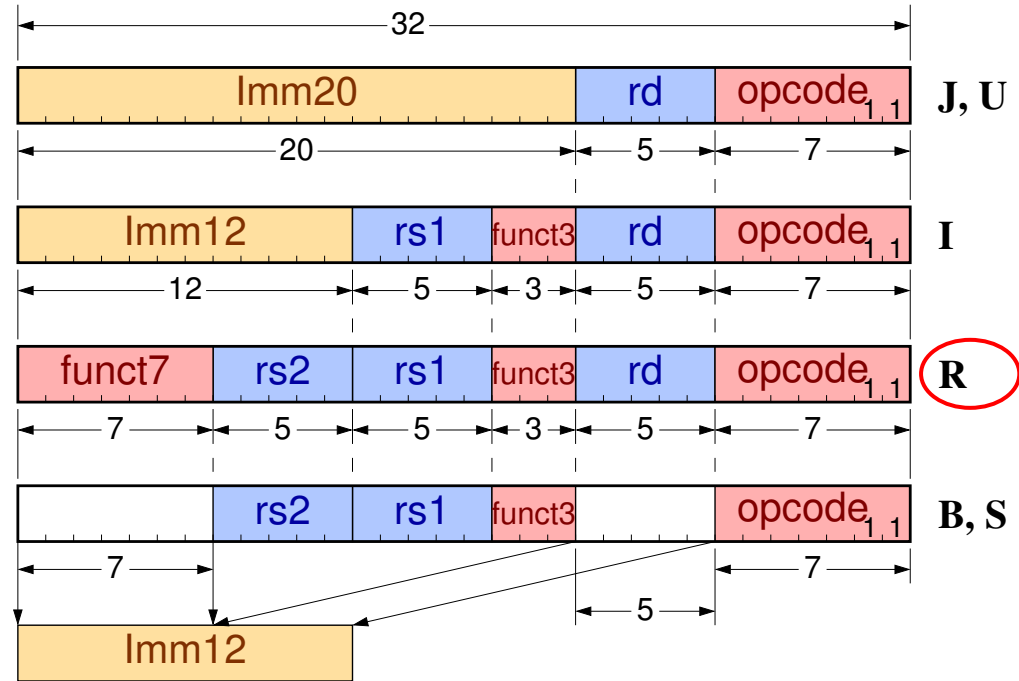 32
Imm20 rd opcode 1 1 J, U
20 5 7
Imm12 rs1 funct3 rd opcode 1 1 I
12 5 3 5 7
funct7 rs2 rs1 funct3 rd opcode 1 1 R
7 5 5 3 5 7
rs2 rs1 funct3 opcode 1 1 B, S
7 7
5
Imm12